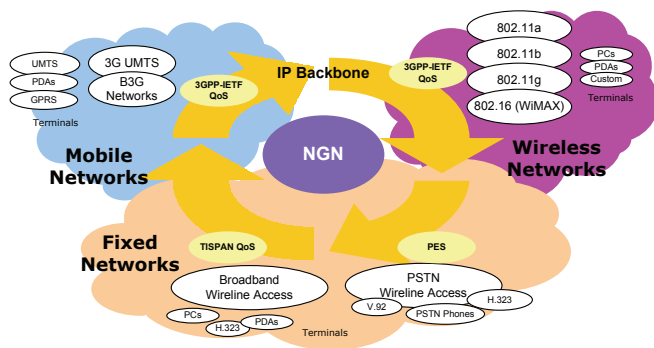 UMTS
PDAs
GPRS
Terminals
3G UMTS
B3G
Networks
3GPP-IETF
QoS
Mobile
Networks
IP Backbone
3GPP-IETF
QoS
802.11a
802.11b
802.11g
802.16 (WiMAX)
PCs
PDAs
Custom
Terminals
Wireless
Networks
NGN
Fixed
Networks
TISPAN QoS
Broadband
Wireline Access
PCs
H.323
PDAs
Terminals
PES
PSTN
Wireline Access
V.92
PSTN Phones
H.323